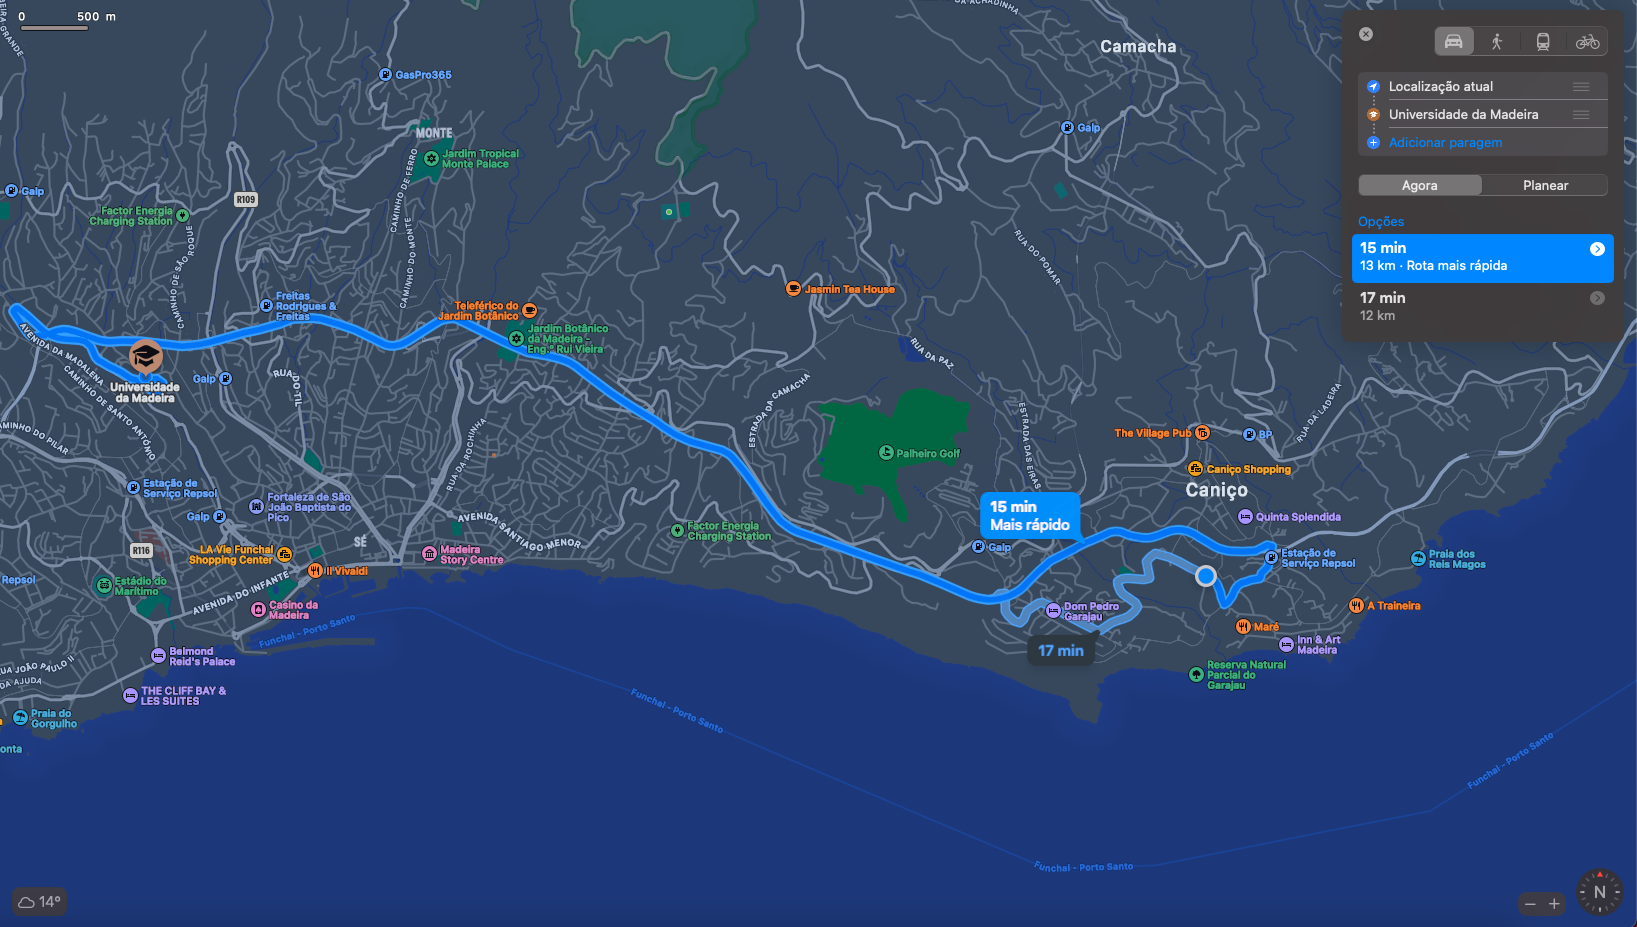 0 500 m
DA ACHADINHA
Camacha
GasPro365
Galp
MONTE
Jardim Tropical
Monte Palace
CAMINHO DE FERRO
Galp
R109
Factor Energia
Charging Station
CAMINHO DE SÃO ROQUE
CAMINHO DO MONTE
RUA DO POMAR
Jasmin Tea House
Freitas
Rodrigues &
Freitas
Teleférico do
Jardim Botânico
Jardim Botânico
da Madeira -
Eng.º Rui Vieira
AVENIDA DA MADALENA
Universidade
da Madeira
CAMINHO DE SANTO ANTÓNIO
Galp
RUA DO TIL
RUA DA PAZ
ESTRADA DA CAMACHA
RUA DA LADEIRA
ESTRADA DAS EIRAS
RUA DA ROCHINHA
CAMINHO DO PILAR
The Village Pub
BP
Palheiro Golf
Caniço Shopping
Caniço
Estação de
Serviço Repsol
Fortaleza de São
João Baptista do
Pico
Galp
AVENIDA SANTIAGO MENOR
Factor Energia
Charging Station
15 min
Mais rápido
Quinta Splendida
Galp
R116
SÉ
LA Vie Funchal
Shopping Center
Madeira
Story Centre
Estação de
Serviço Repsol
Praia dos
Reis Magos
Il Vivaldi
Repsol
Estádio do
Marítimo
AVENIDA DO INFANTE
Casino da
Madeira
Dom Pedro
Garajau
A Traineira
Maré
Inn & Art
Madeira
Funchal - Porto Santo
17 min
Belmond
Reid's Palace
RUA JOÃO PAULO II
DA AJUDA
Reserva Natural
Parcial do
Garajau
THE CLIFF BAY &
LES SUITES
Praia do
Gorgulho
onta
Funchal - Porto Santo
Funchal - Porto Santo
Funchal - Porto Santo
14°
N
Localização atual
Universidade da Madeira
Adicionar paragem
Agora Planear
Opções
15 min
13 km · Rota mais rápida
17 min
12 km